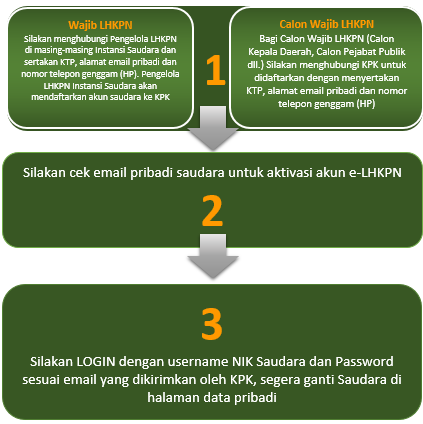 Wajib LHKPN
Silakan menghubungi Pengelola LHKPN
di masing-masing Instansi Saudara dan
sertakan KTP, alamat email pribadi dan
nomor telepon genggam (HP). Pengelola
LHKPN Instansi Saudara akan
mendaftarkan akun saudara ke KPK
1
Calon Wajib LHKPN
Bagi Calon Wajib LHKPN (Calon
Kepala Daerah, Calon Pejabat Publik
dll.) Silakan menghubungi KPK untuk
didaftarkan dengan menyertakan
KTP, alamat email pribadi dan nomor
telepon genggam (HP)
Silakan cek email pribadi saudara untuk aktivasi akun e-LHKPN
2
3
Silakan LOGIN dengan username NIK Saudara dan Password
sesuai email yang dikirimkan oleh KPK, segera ganti Saudara di
halaman data pribadi